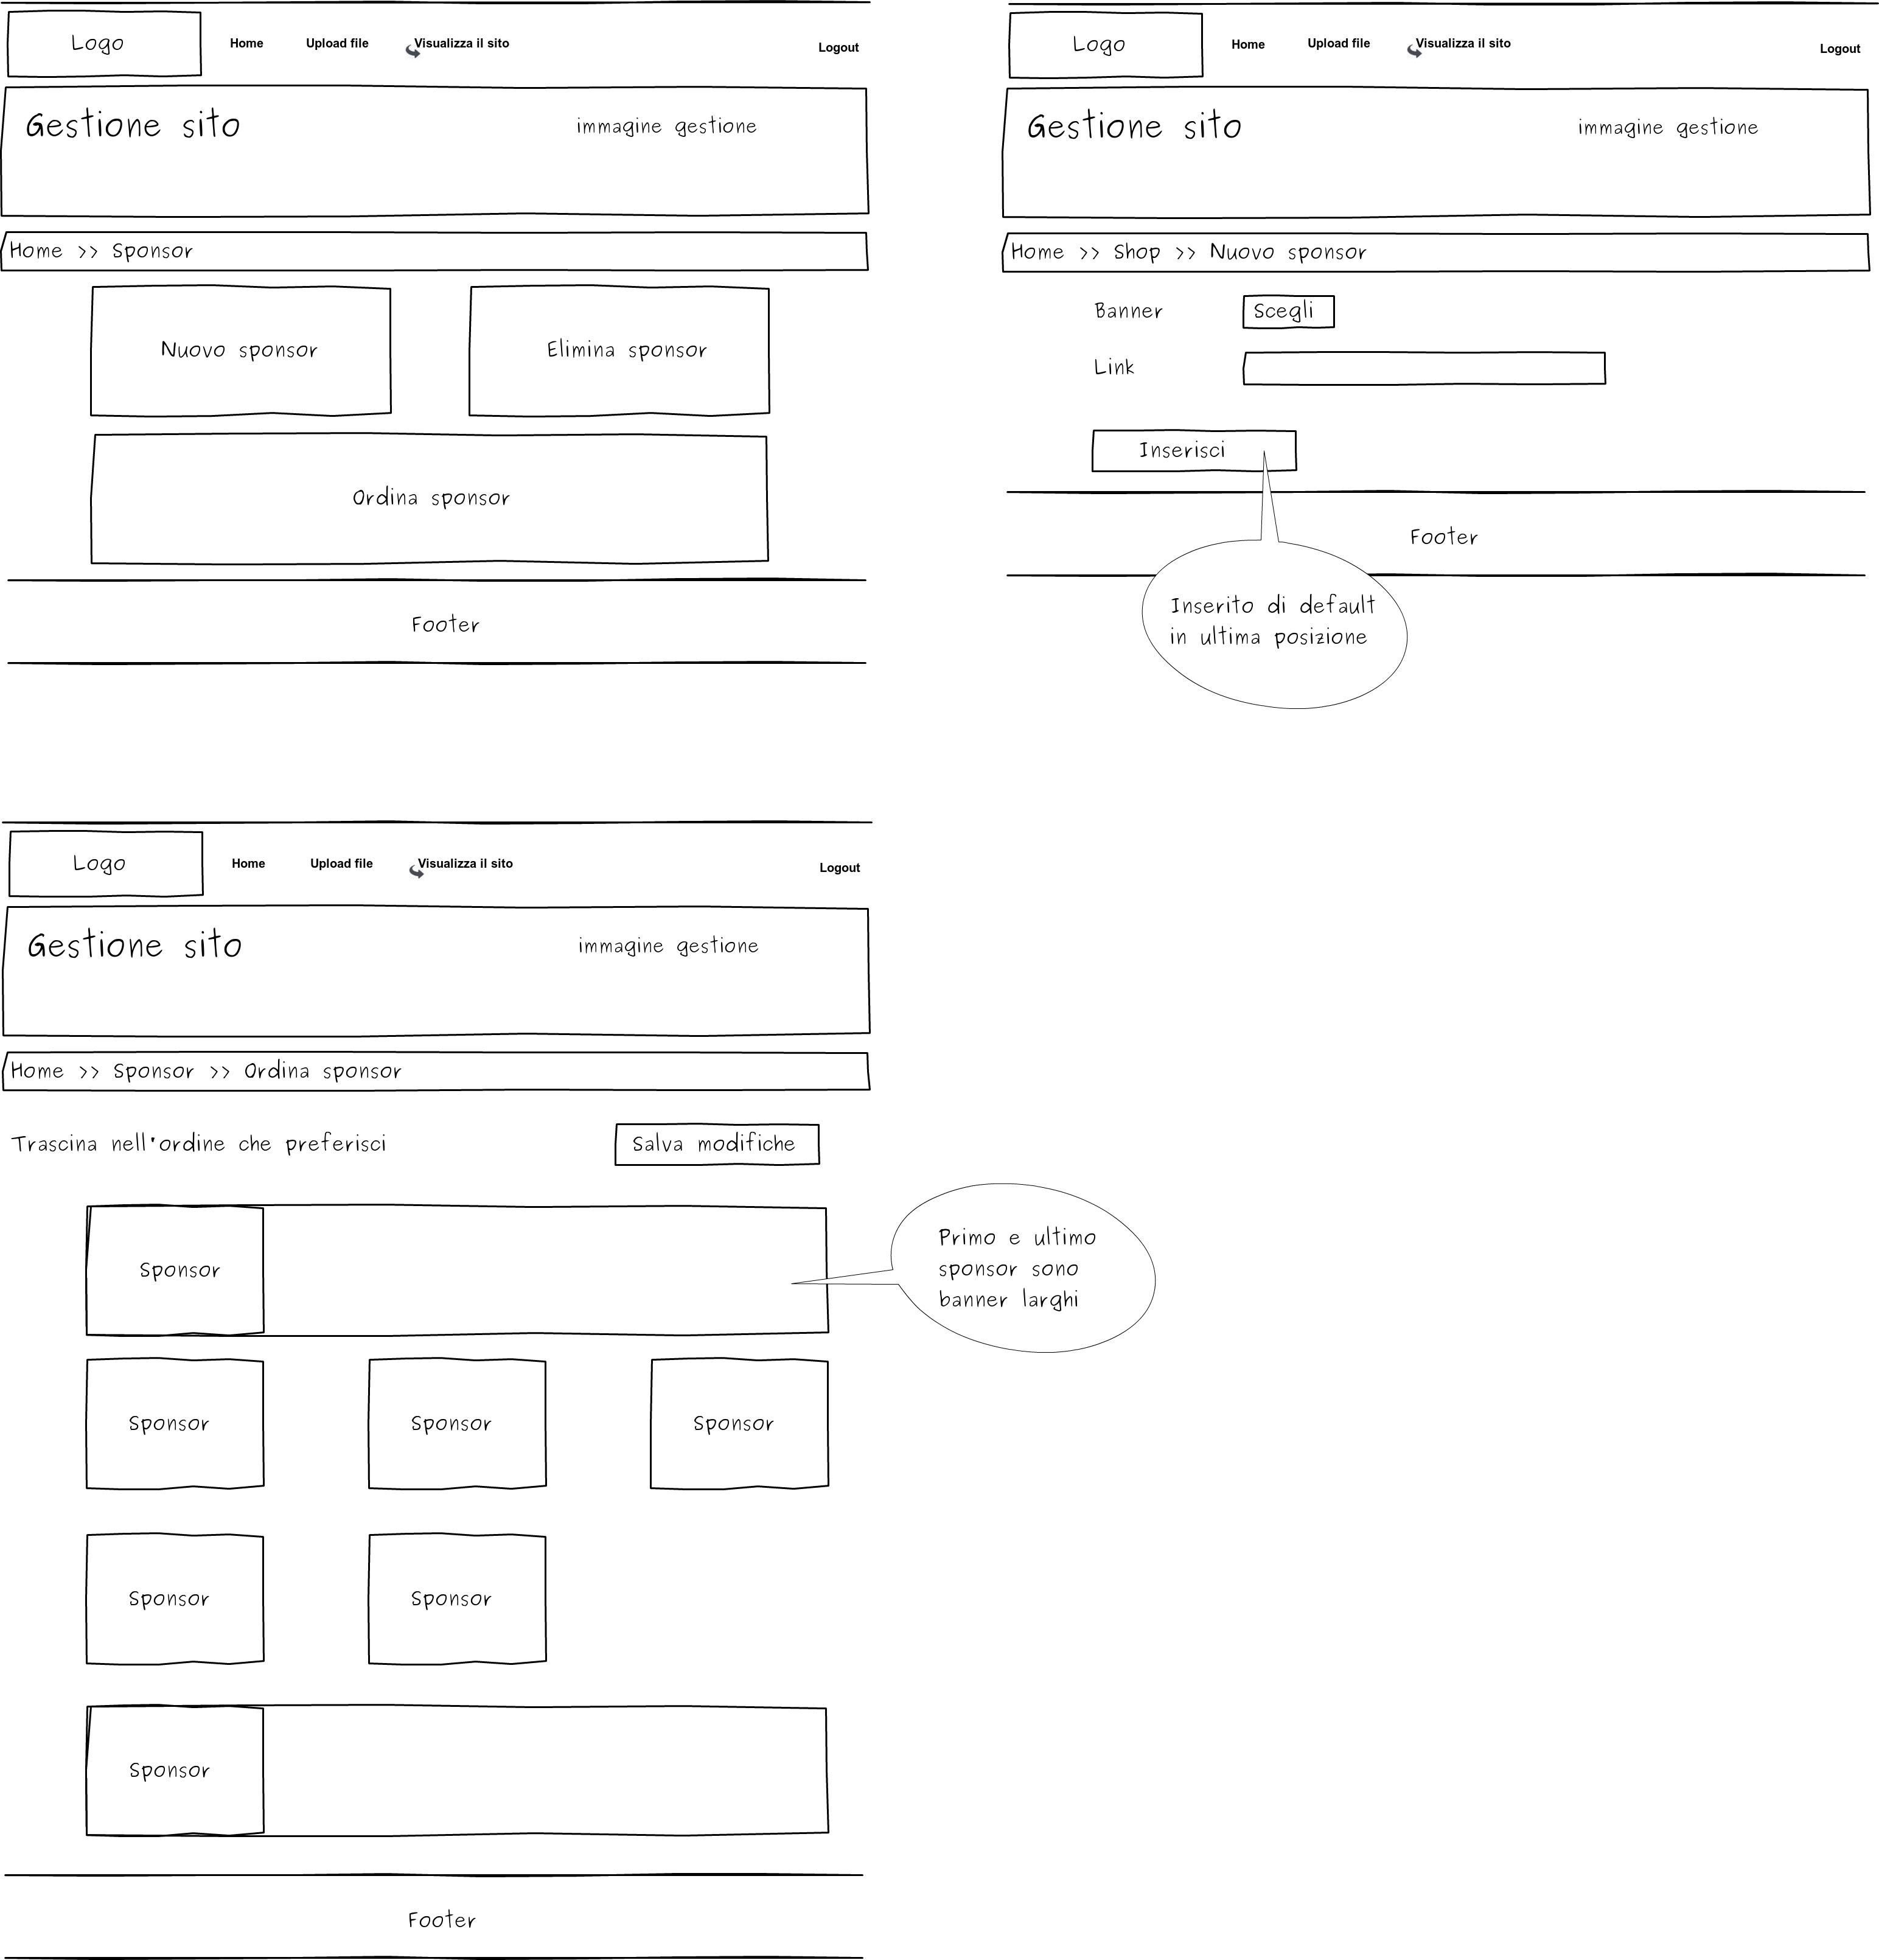 Logo
Home
Upload file
Visualizza il sito
Logout
Gestione sito
immagine gestione
Home >> Sponsor
Nuovo sponsor
Elimina sponsor
Ordina sponsor
Footer
Logo
Home
Upload file
Visualizza il sito
Logout
Gestione sito
immagine gestione
Home >> Shop >> Nuovo sponsor
Banner
Scegli
Link
Inserisci
Footer
Inserito di default
in ultima posizione
Logo
Home
Upload file
Visualizza il sito
Logout
Gestione sito
immagine gestione
Home >> Sponsor >> Ordina sponsor
Trascina nell'ordine che preferisci
Salva modifiche
Sponsor
Primo e ultimo
sponsor sono
banner larghi
Sponsor
Sponsor
Sponsor
Sponsor
Sponsor
Sponsor
Footer